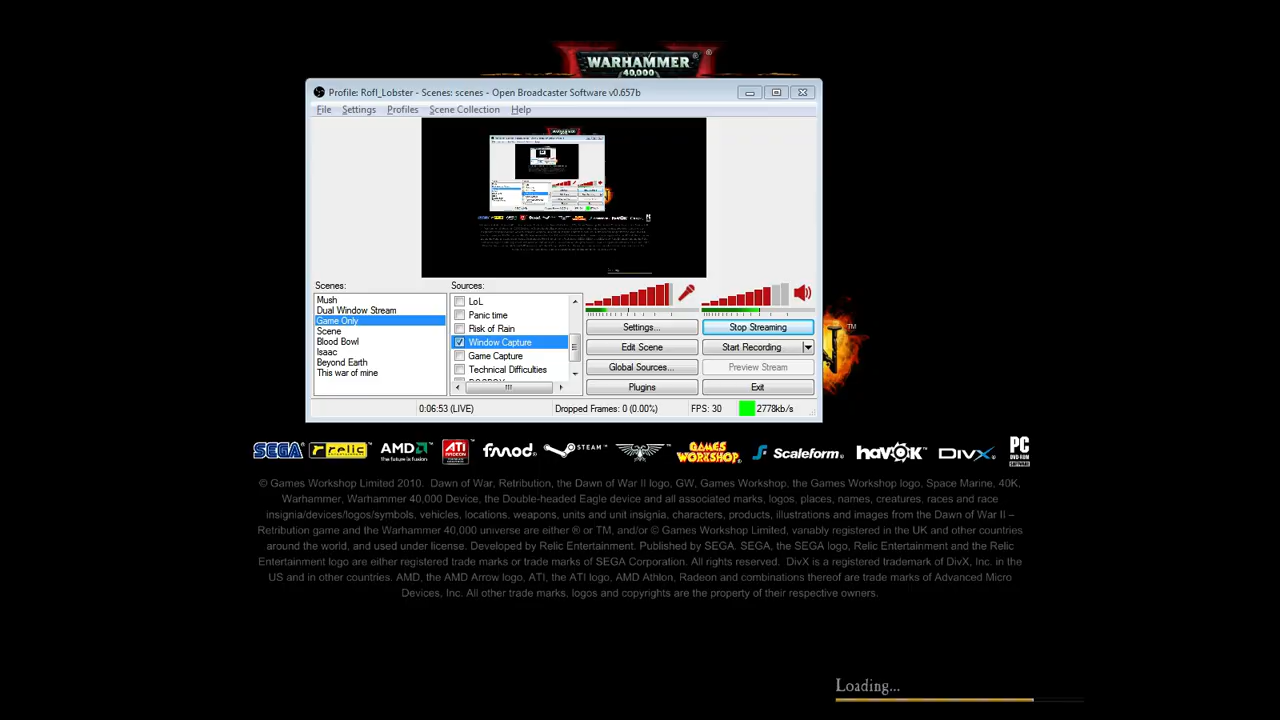 WARHAMMER
40,000
Profile: Rofl_Lobster - Scenes: scenes - Open Broadcaster Software v0.657b
File Settings Profiles Scene Collection Help
Scenes:
Mush
Dual Window Stream
Game Only
Scene
Blood Bowl
Isaac
Beyond Earth
This war of mine
Sources:
LoL
Panic time
Risk of Rain
Window Capture
Game Capture
Technical Difficulties
Settings... Stop Streaming
Edit Scene Start Recording
Global Sources... Preview Stream
Plugins Exit
0:06:53 (LIVE) Dropped Frames: 0 (0.00%) FPS: 30 2778kb/s
TM
SEGA relic AMD ATI fmod STEAM GAMES WORKSHOP Scaleform havok DIVX PC
© Games Workshop Limited 2010. Dawn of War, Retribution, the Dawn of War II logo, GW, Games Workshop, the Games Workshop logo, Space Marine, 40K,
Warhammer, Warhammer 40,000 Device, the Double-headed Eagle device and all associated marks, logos, places, names, creatures, races and race
insignia/devices/logos/symbols, vehicles, locations, weapons, units and unit insignia, characters, products, illustrations and images from the Dawn of War II –
Retribution game and the Warhammer 40,000 universe are either ® or TM, and/or © Games Workshop Limited, variably registered in the UK and other countries
around the world, and used under license. Developed by Relic Entertainment. Published by SEGA. SEGA, the SEGA logo, Relic Entertainment and the Relic
Entertainment logo are either registered trade marks or trade marks of SEGA Corporation. All rights reserved. DivX is a registered trademark of DivX, Inc. in the
US and in other countries. AMD, the AMD Arrow logo, ATI, the ATI logo, AMD Athlon, Radeon and combinations thereof are trade marks of Advanced Micro
Devices, Inc. All other trade marks, logos and copyrights are the property of their respective owners.
Loading...